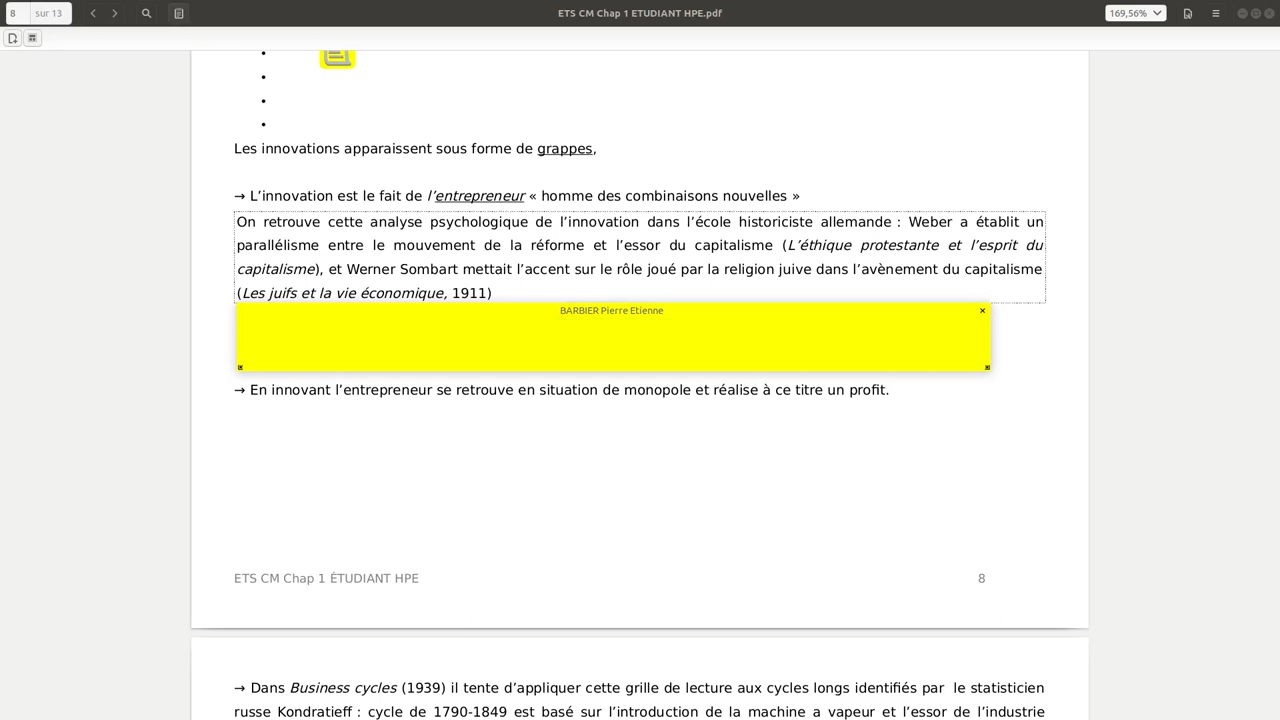 8 sur 13 ETS CM Chap 1 ETUDIANT HPE.pdf 169,56%
•
•
•
•
Les innovations apparaissent sous forme de grappes,
→ L’innovation est le fait de l’entrepreneur « homme des combinaisons nouvelles »
On retrouve cette analyse psychologique de l’innovation dans l’école historiciste allemande : Weber a établit un
parallélisme entre le mouvement de la réforme et l’essor du capitalisme (L’éthique protestante et l’esprit du
capitalisme), et Werner Sombart mettait l’accent sur le rôle joué par la religion juive dans l’avènement du capitalisme
(Les juifs et la vie économique, 1911)
BARBIER Pierre Etienne
→ En innovant l’entrepreneur se retrouve en situation de monopole et réalise à ce titre un profit.
ETS CM Chap 1 ÉTUDIANT HPE 8
→ Dans Business cycles (1939) il tente d’appliquer cette grille de lecture aux cycles longs identifiés par le statisticien
russe Kondratieff : cycle de 1790-1849 est basé sur l’introduction de la machine a vapeur et l’essor de l’industrie